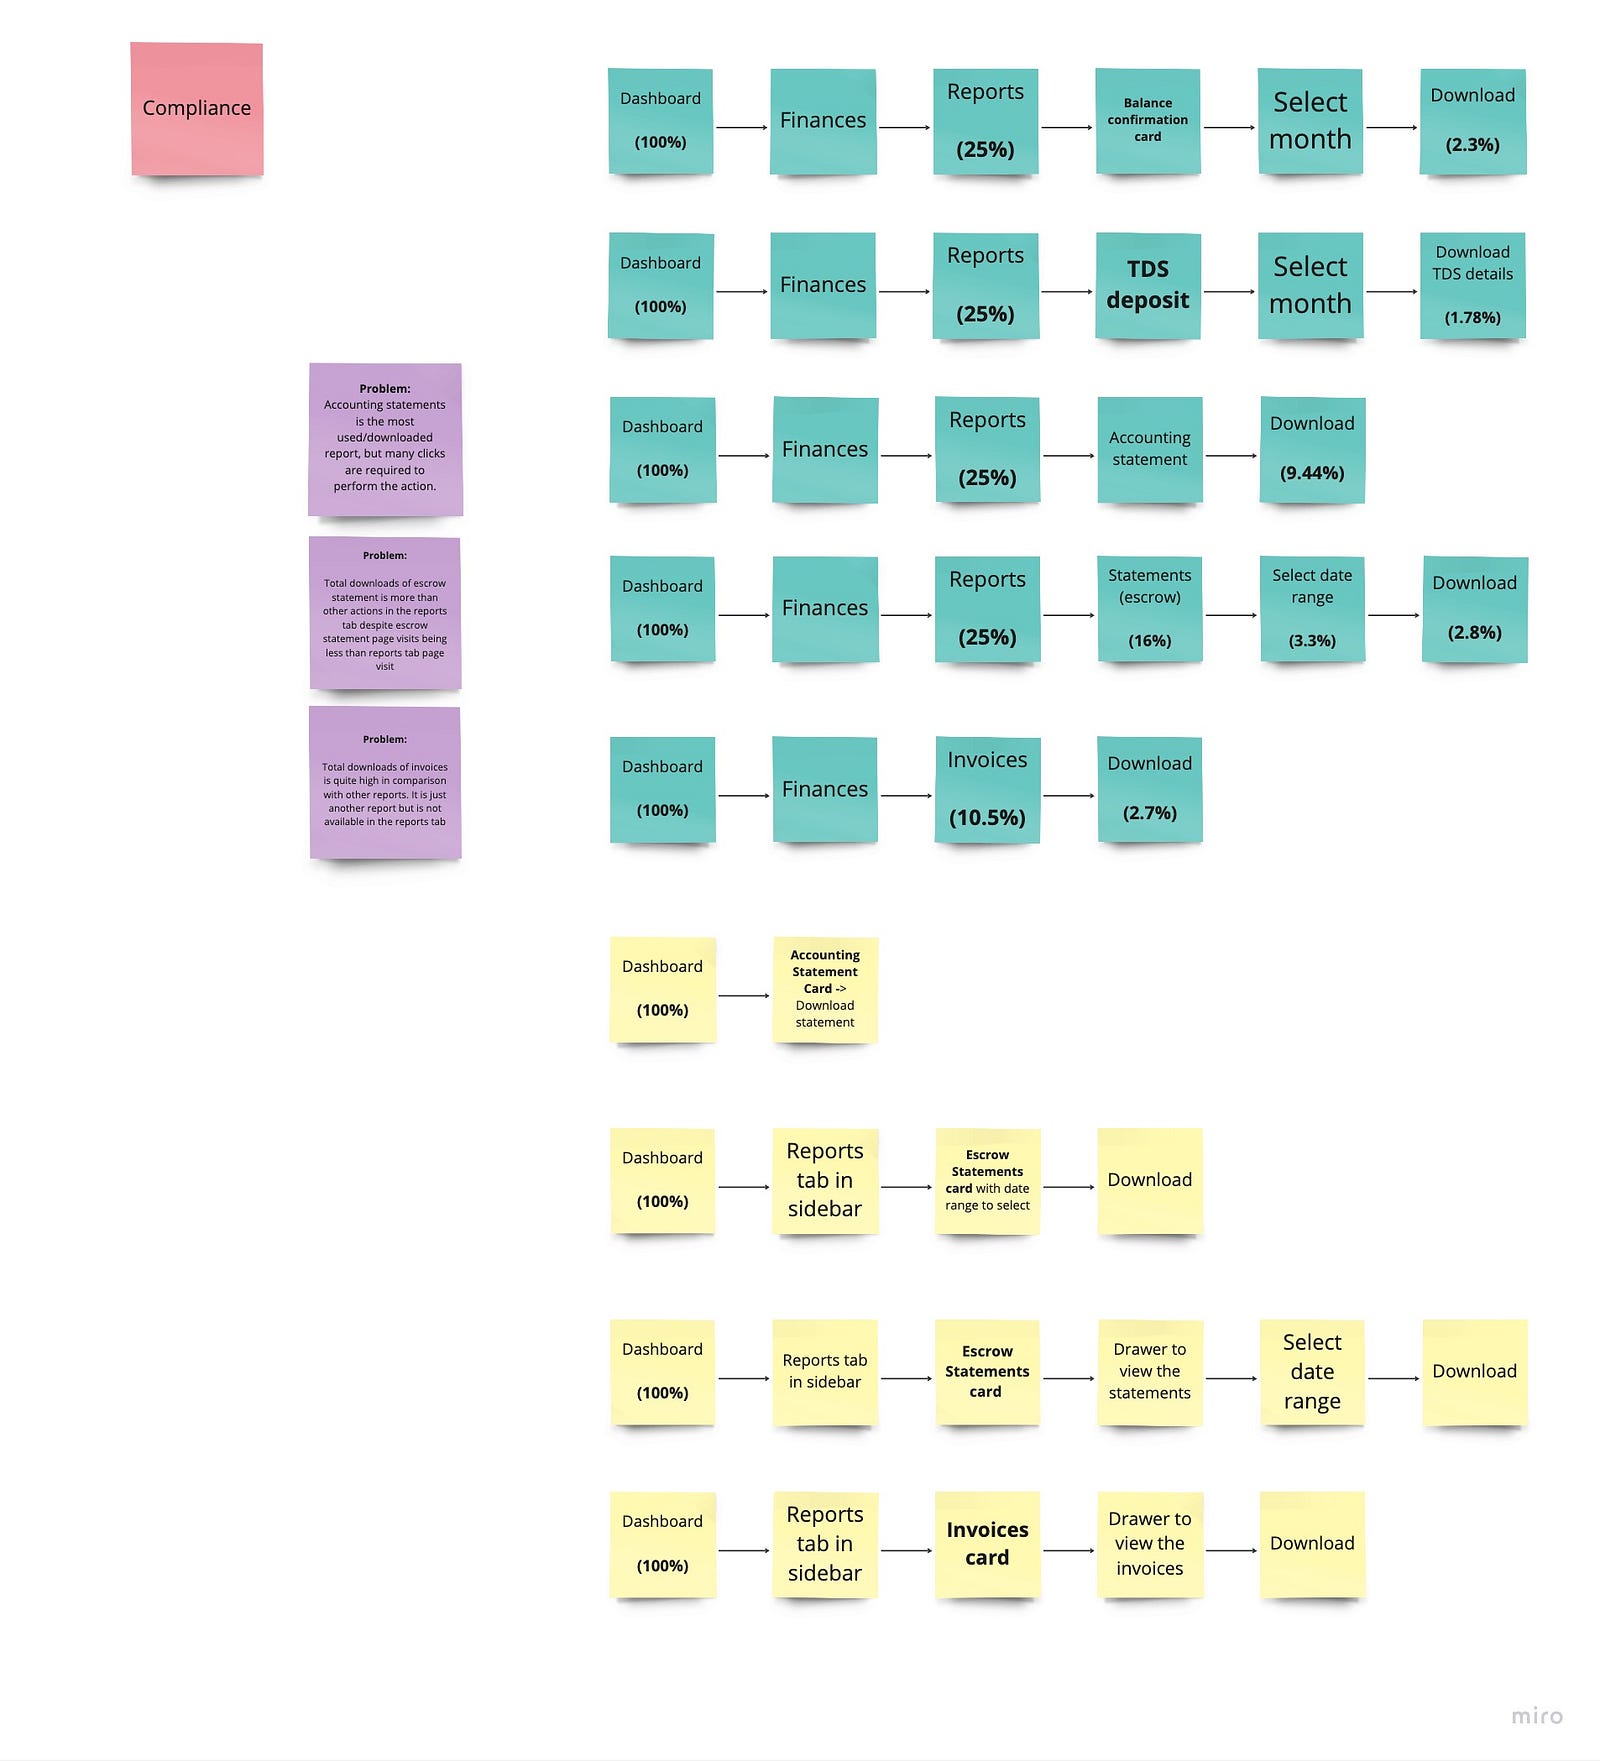 Compliance
Dashboard
(100%)
Finances
Reports
(25%)
Balance
confirmation
card
Select
month
Download
(2.3%)
Dashboard
(100%)
Finances
Reports
(25%)
TDS
deposit
Select
month
Download
TDS details
(1.78%)
Problem:
Accounting statements
is the most
used/downloaded
report, but many clicks
are required to
perform the action.
Dashboard
(100%)
Finances
Reports
(25%)
Accounting
statement
Download
(9.44%)
Problem:
Total downloads of escrow
statement is more than
other actions in the reports
tab despite escrow
statement page visits being
less than reports tab page
visit
Dashboard
(100%)
Finances
Reports
(25%)
Statements
(escrow)
(16%)
Select date
range
(3.3%)
Download
(2.8%)
Problem:
Total downloads of invoices
is quite high in comparison
with other reports. It is just
another report but is not
available in the reports tab
Dashboard
(100%)
Finances
Invoices
(10.5%)
Download
(2.7%)
Dashboard
(100%)
Accounting
Statement
Card ->
Download
statement
Dashboard
(100%)
Reports
tab in
sidebar
Escrow
Statements
card with date
range to select
Download
Dashboard
(100%)
Reports tab
in sidebar
Escrow
Statements
card
Drawer to
view the
statements
Select
date
range
Download
Dashboard
(100%)
Reports
tab in
sidebar
Invoices
card
Drawer to
view the
invoices
Download
miro